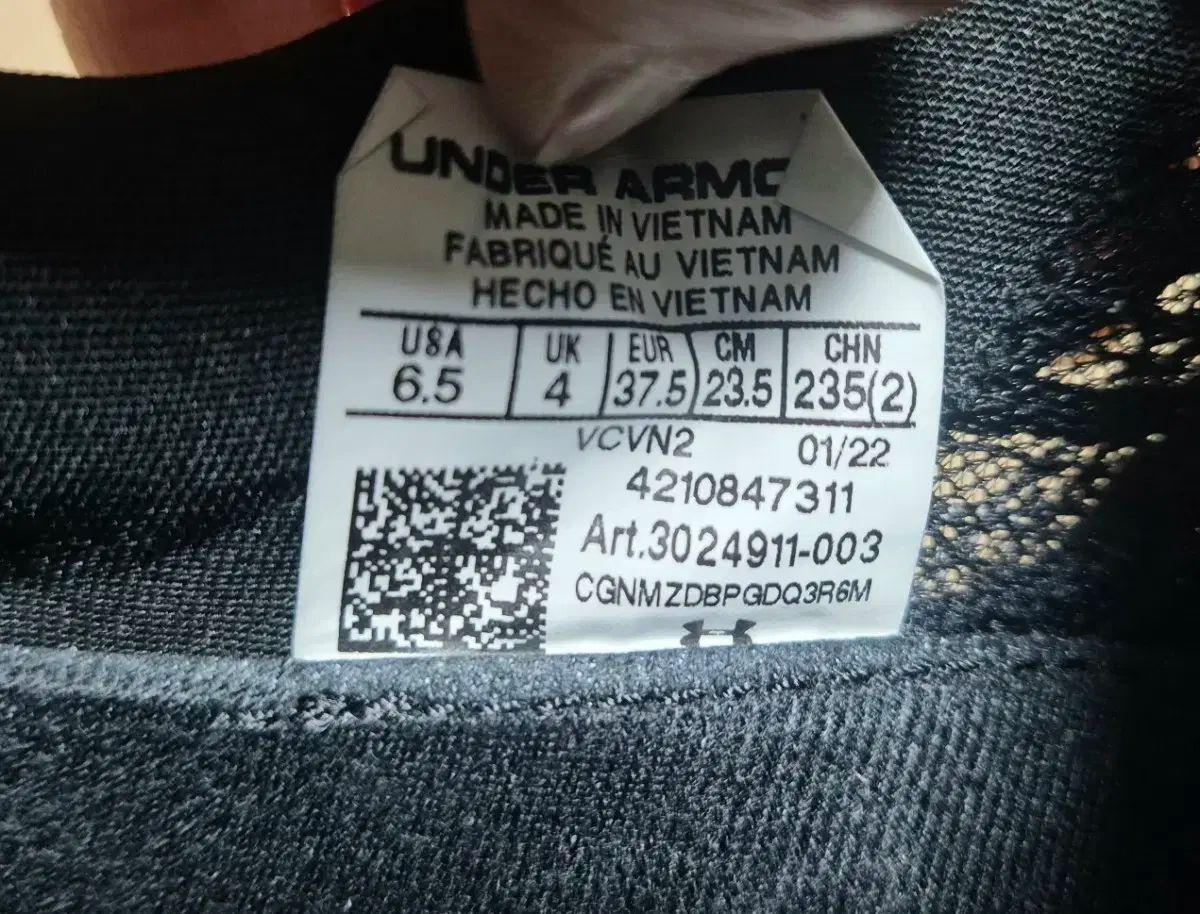 UNDER ARMO
MADE IN VIETNAM
FABRIQUÉ AU VIETNAM
HECHO EN VIETNAM
USA UK EUR CM CHN
6.5 4 37.5 23.5 235(2)
VCVN2 01/22
4210847311
Art.3024911-003
CGNMZDBPGDQ3R6M